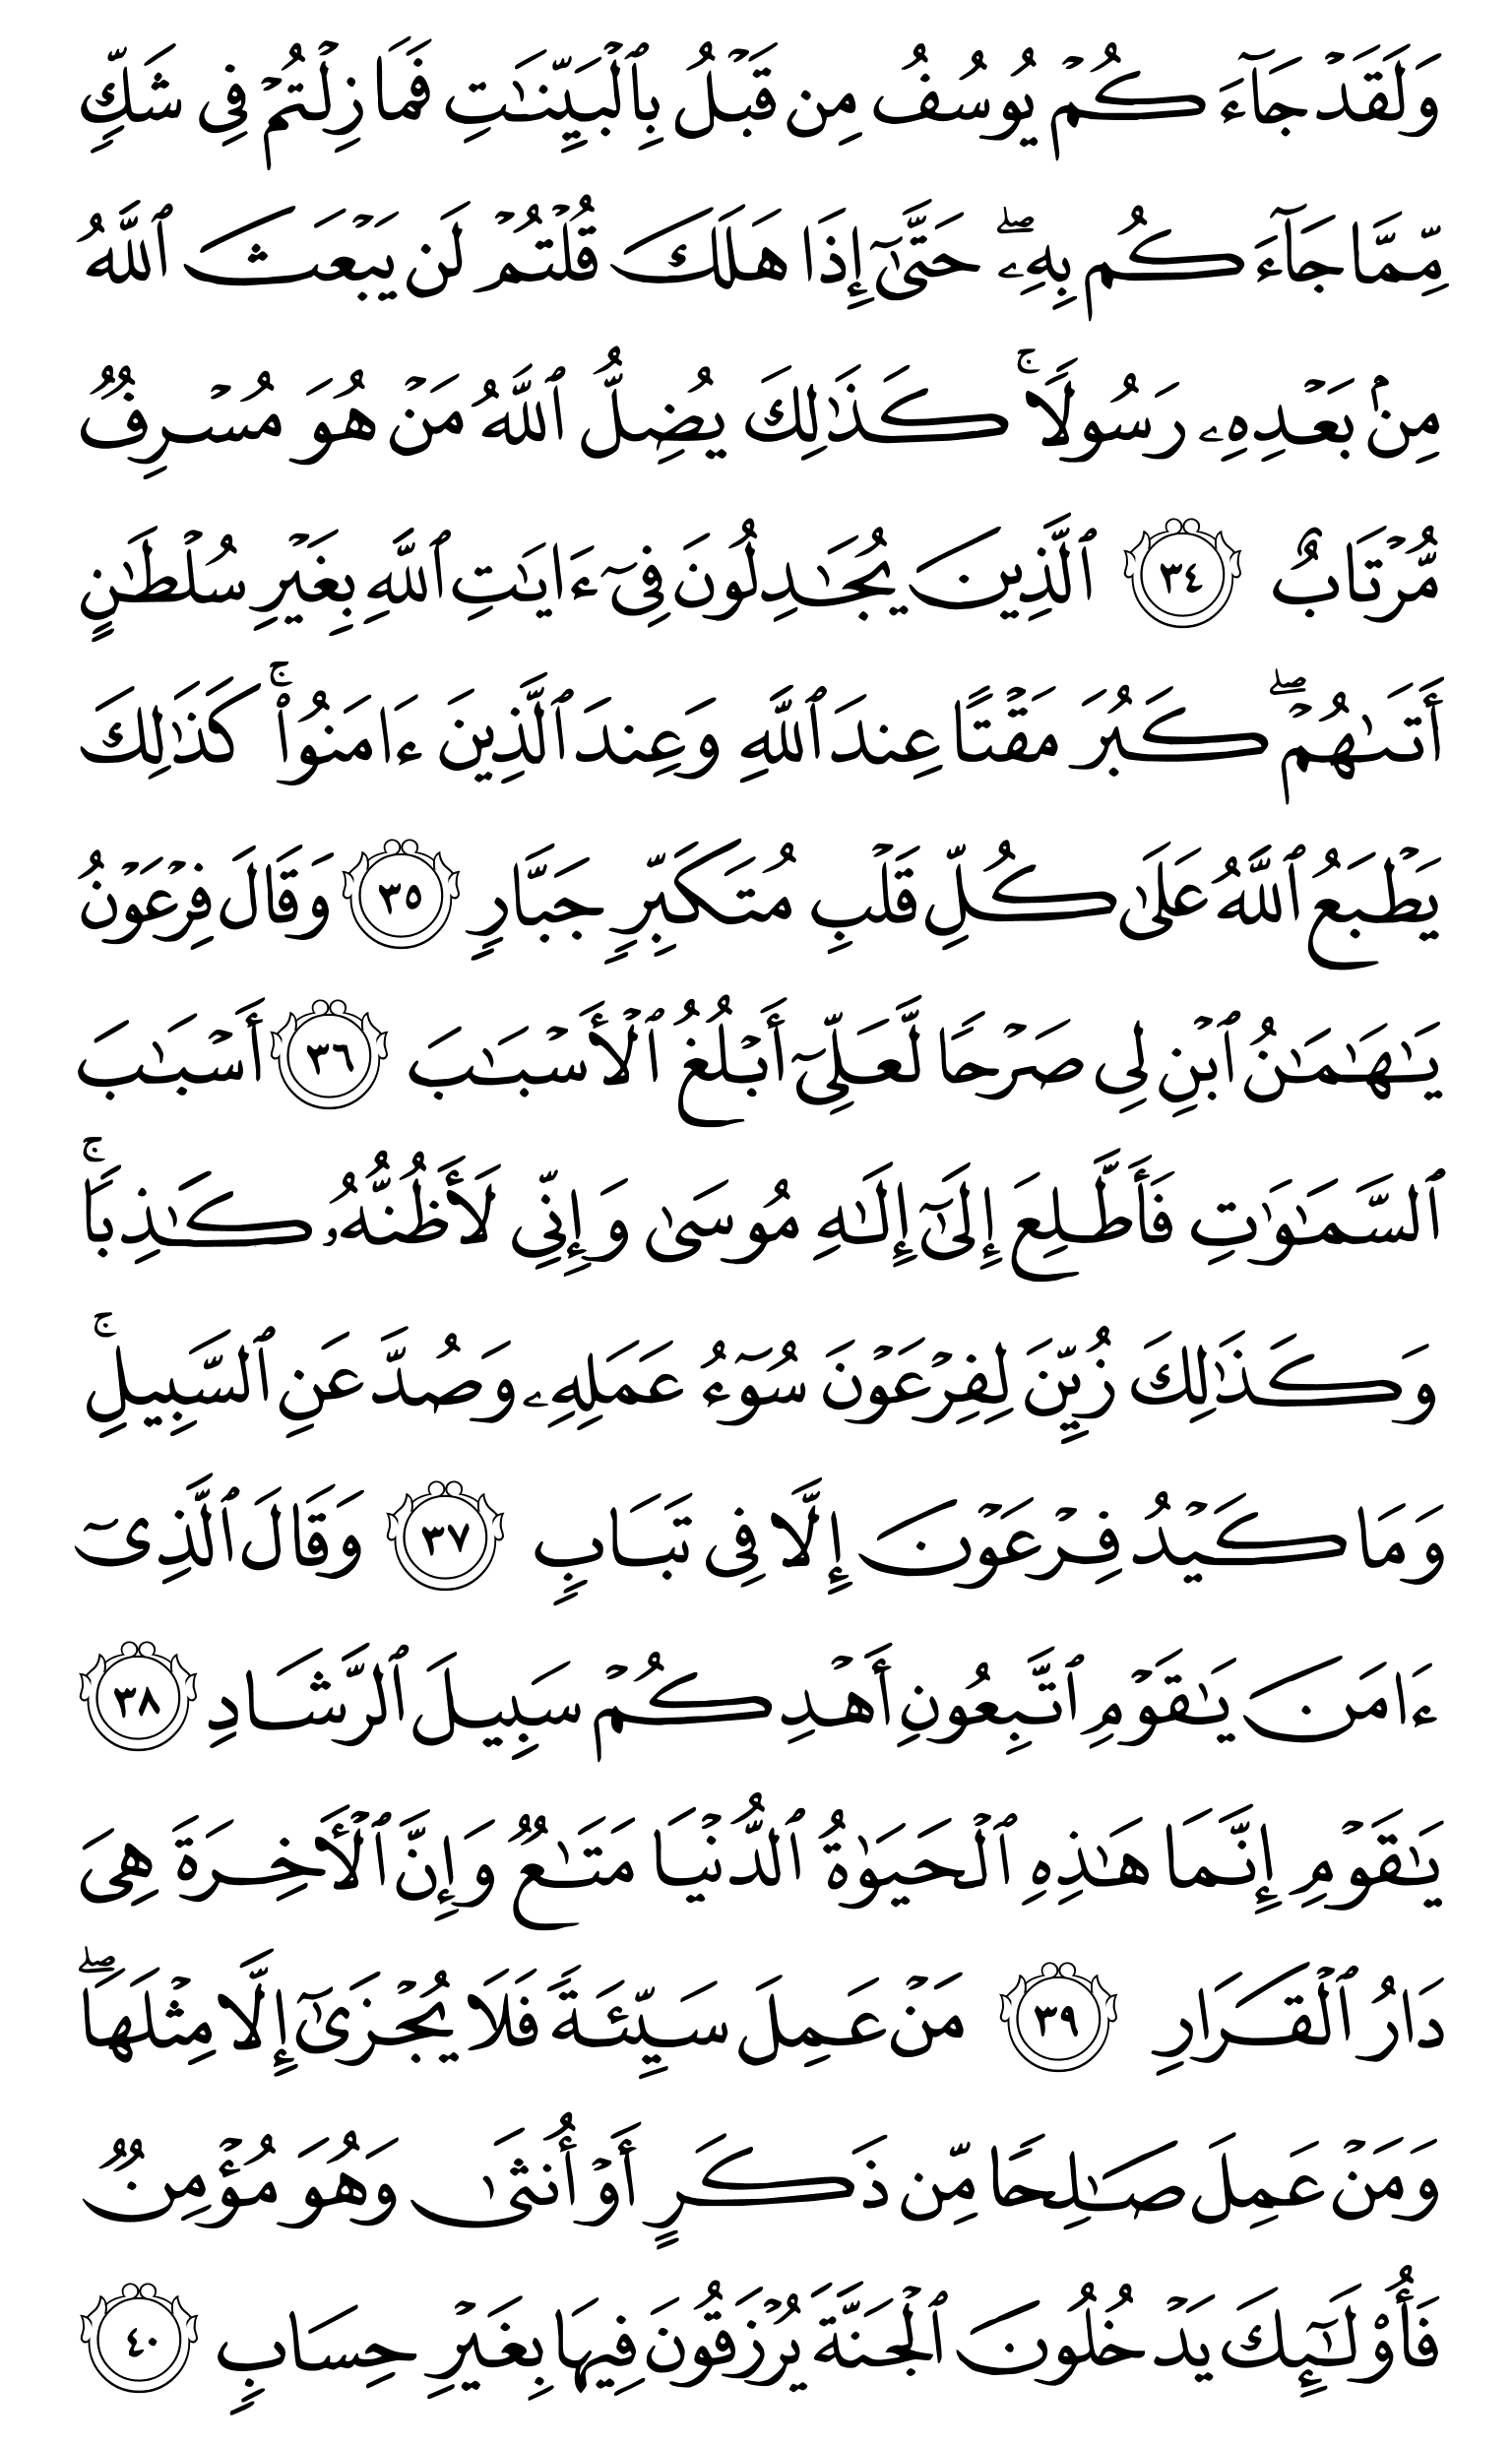 وَلَقَدۡ جَآءَكُمۡ يُوسُفُ مِن قَبۡلُ بِٱلۡبَيِّنَٰتِ فَمَا زِلۡتُمۡ فِي شَكّٖ
مِّمَّا جَآءَكُم بِهِۦۖ حَتَّىٰٓ إِذَا هَلَكَ قُلۡتُمۡ لَن يَبۡعَثَ ٱللَّهُ
مِنۢ بَعۡدِهِۦ رَسُولٗاۚ كَذَٰلِكَ يُضِلُّ ٱللَّهُ مَنۡ هُوَ مُسۡرِفٞ
مُّرۡتَابٌ ٣٤ ٱلَّذِينَ يُجَٰدِلُونَ فِيٓ ءَايَٰتِ ٱللَّهِ بِغَيۡرِ سُلۡطَٰنٍ
أَتَىٰهُمۡۖ كَبُرَ مَقۡتًا عِندَ ٱللَّهِ وَعِندَ ٱلَّذِينَ ءَامَنُواْۚ كَذَٰلِكَ
يَطۡبَعُ ٱللَّهُ عَلَىٰ كُلِّ قَلۡبِ مُتَكَبِّرٖ جَبَّارٖ ٣٥ وَقَالَ فِرۡعَوۡنُ
يَٰهَٰمَٰنُ ٱبۡنِ لِي صَرۡحٗا لَّعَلِّيٓ أَبۡلُغُ ٱلۡأَسۡبَٰبَ ٣٦ أَسۡبَٰبَ
ٱلسَّمَٰوَٰتِ فَأَطَّلِعَ إِلَىٰٓ إِلَٰهِ مُوسَىٰ وَإِنِّي لَأَظُنُّهُۥ كَٰذِبٗاۚ
وَكَذَٰلِكَ زُيِّنَ لِفِرۡعَوۡنَ سُوٓءُ عَمَلِهِۦ وَصُدَّ عَنِ ٱلسَّبِيلِۚ
وَمَا كَيۡدُ فِرۡعَوۡنَ إِلَّا فِي تَبَابٖ ٣٧ وَقَالَ ٱلَّذِيٓ
ءَامَنَ يَٰقَوۡمِ ٱتَّبِعُونِ أَهۡدِكُمۡ سَبِيلَ ٱلرَّشَادِ ٣٨
يَٰقَوۡمِ إِنَّمَا هَٰذِهِ ٱلۡحَيَوٰةُ ٱلدُّنۡيَا مَتَٰعٞ وَإِنَّ ٱلۡأٓخِرَةَ هِيَ
دَارُ ٱلۡقَرَارِ ٣٩ مَنۡ عَمِلَ سَيِّئَةٗ فَلَا يُجۡزَىٰٓ إِلَّا مِثۡلَهَاۖ
وَمَنۡ عَمِلَ صَٰلِحٗا مِّن ذَكَرٍ أَوۡ أُنثَىٰ وَهُوَ مُؤۡمِنٞ
فَأُوْلَٰٓئِكَ يَدۡخُلُونَ ٱلۡجَنَّةَ يُرۡزَقُونَ فِيهَا بِغَيۡرِ حِسَابٖ ٤٠